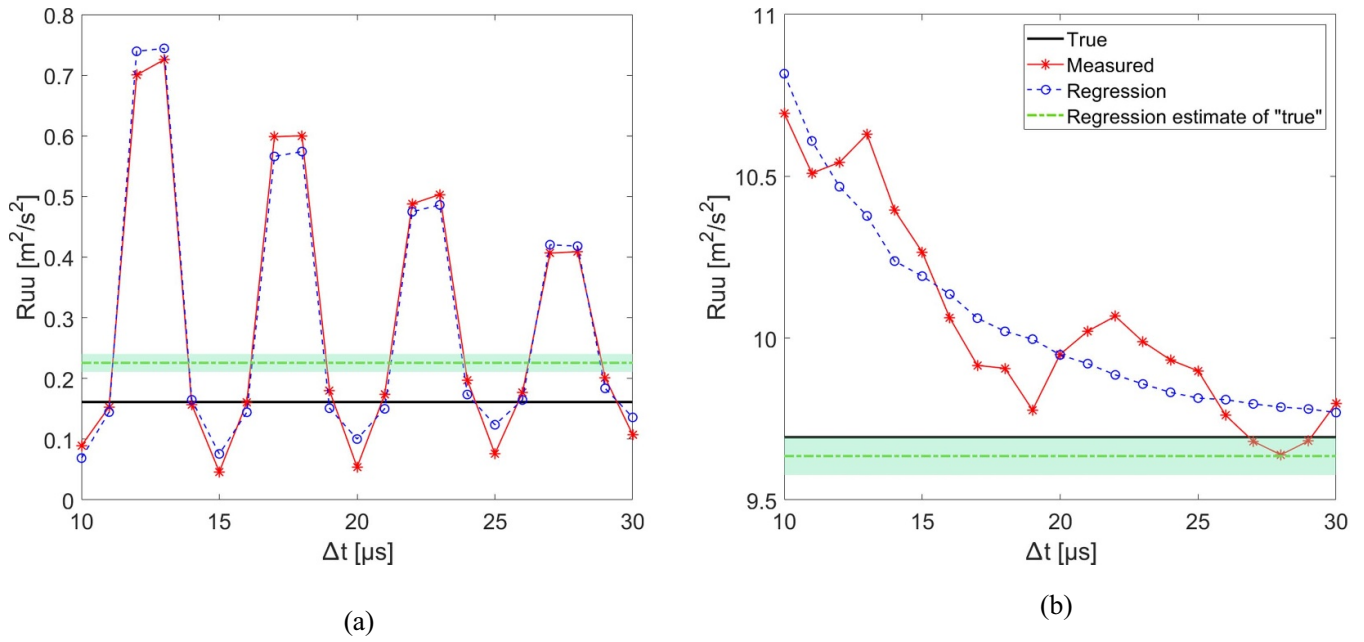 0.8
0.7
0.6
0.5
0.4
0.3
0.2
0.1
0
Ruu [m²/s²]
10
15
20
25
30
Δt [μs]
(a)
11
10.5
10
9.5
Ruu [m²/s²]
True
Measured
Regression
Regression estimate of "true"
10
15
20
25
30
Δt [μs]
(b)